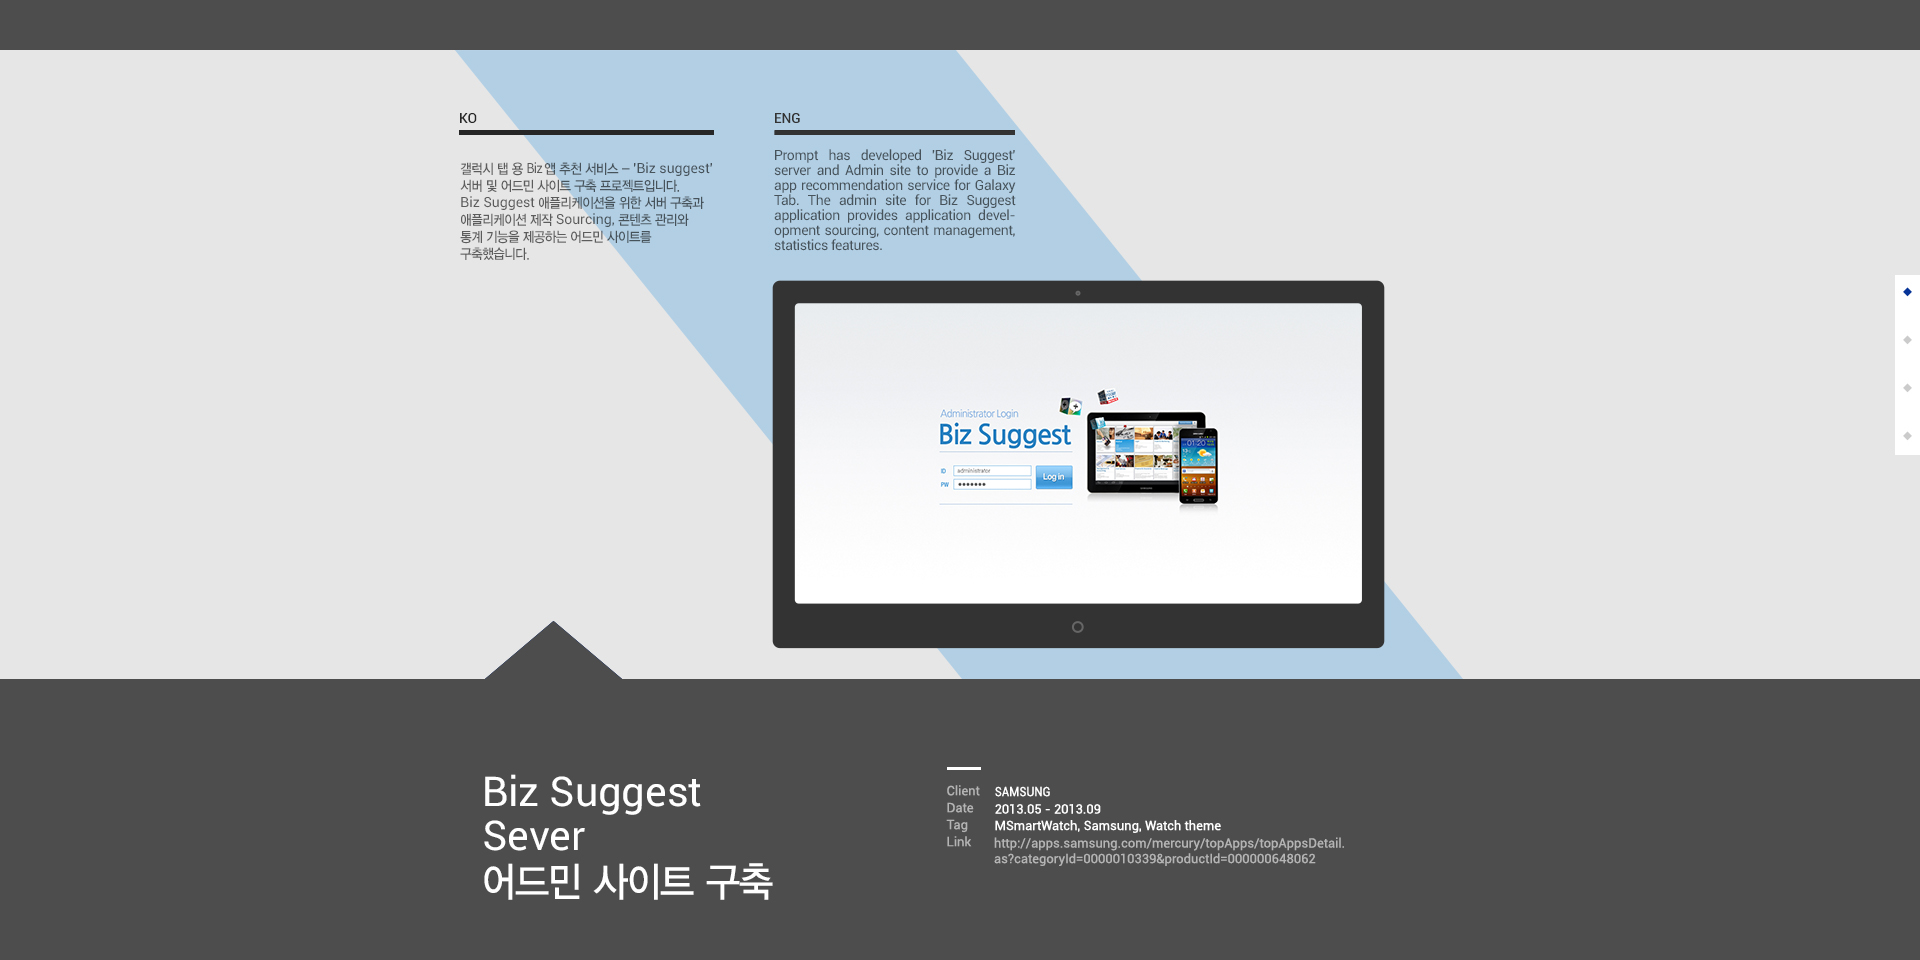 KO
갤럭시 탭 용 Biz앱 추천 서비스 – 'Biz suggest'
서버 및 어드민 사이트 구축 프로젝트입니다.
Biz Suggest 애플리케이션을 위한 서버 구축과
애플리케이션 제작 Sourcing, 콘텐츠 관리와
통계 기능을 제공하는 어드민 사이트를
구축했습니다.
ENG
Prompt has developed 'Biz Suggest'
server and Admin site to provide a Biz
app recommendation service for Galaxy
Tab. The admin site for Biz Suggest
application provides application devel-
opment sourcing, content management,
statistics features.
Administrator Login
Biz Suggest
ID administrator
PW •••••••
Log in
Biz Suggest
Sever
어드민 사이트 구축
Client SAMSUNG
Date 2013.05 - 2013.09
Tag MSmartWatch, Samsung, Watch theme
Link http://apps.samsung.com/mercury/topApps/topAppsDetail.
as?categoryId=0000010339&productId=000000648062